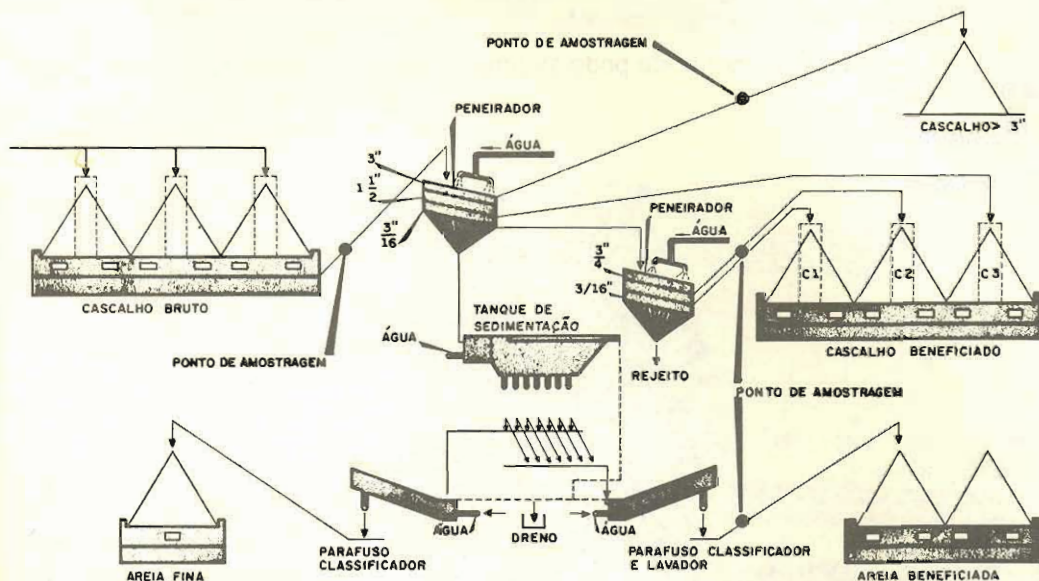 PONTO DE AMOSTRAGEM
CASCALHO > 3"
PENEIRADOR
ÁGUA
3"
1 1"/2
3"/16
CASCALHO BRUTO
PENEIRADOR
ÁGUA
3"/4
3/16"
C1
C2
C3
CASCALHO BENEFICIADO
TANQUE DE
SEDIMENTAÇÃO
ÁGUA
REJEITO
PONTO DE AMOSTRAGEM
PONTO DE AMOSTRAGEM
ÁGUA
DRENO
ÁGUA
PARAFUSO
CLASSIFICADOR
PARAFUSO CLASSIFICADOR
E LAVADOR
AREIA FINA
AREIA BENEFICIADA